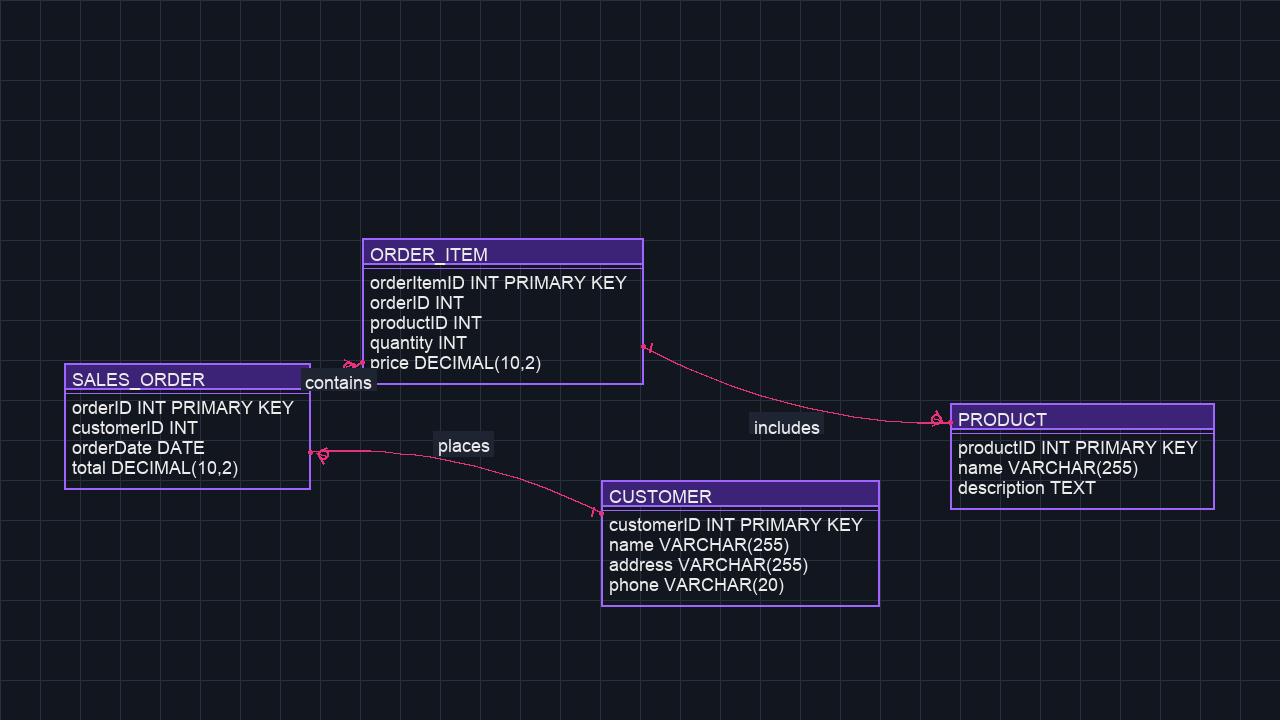 ORDER_ITEM
orderItemID INT PRIMARY KEY
orderID INT
productID INT
quantity INT
price DECIMAL(10,2)
SALES_ORDER
orderID INT PRIMARY KEY
customerID INT
orderDate DATE
total DECIMAL(10,2)
contains
places
includes
CUSTOMER
customerID INT PRIMARY KEY
name VARCHAR(255)
address VARCHAR(255)
phone VARCHAR(20)
PRODUCT
productID INT PRIMARY KEY
name VARCHAR(255)
description TEXT